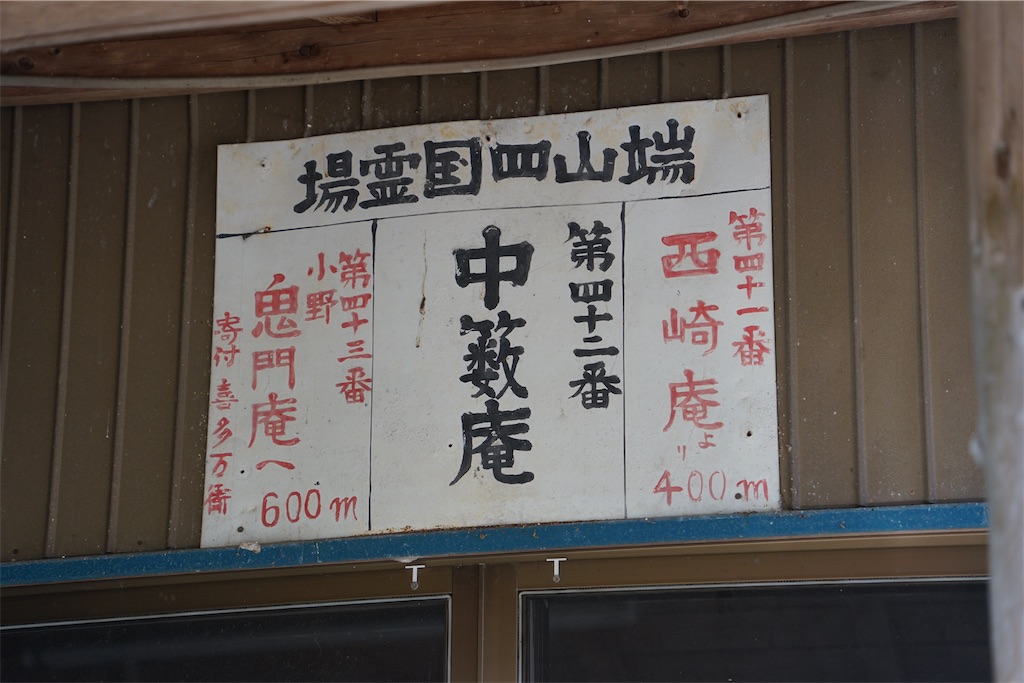 端山四国霊場
第四十一番
西崎庵より
400m
第四十二番
中籔庵
第四十三番
小野
鬼門庵へ
600m
寄付 喜多万衛